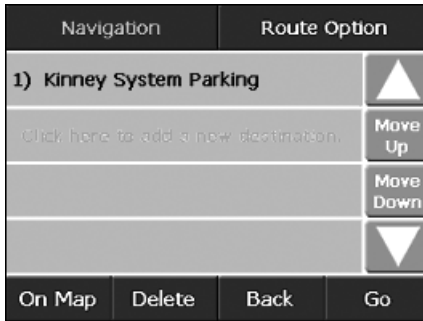 Navigation Route Option
1) Kinney System Parking
Click here to add a new destination.
Move
Up
Move
Down
On Map Delete Back Go